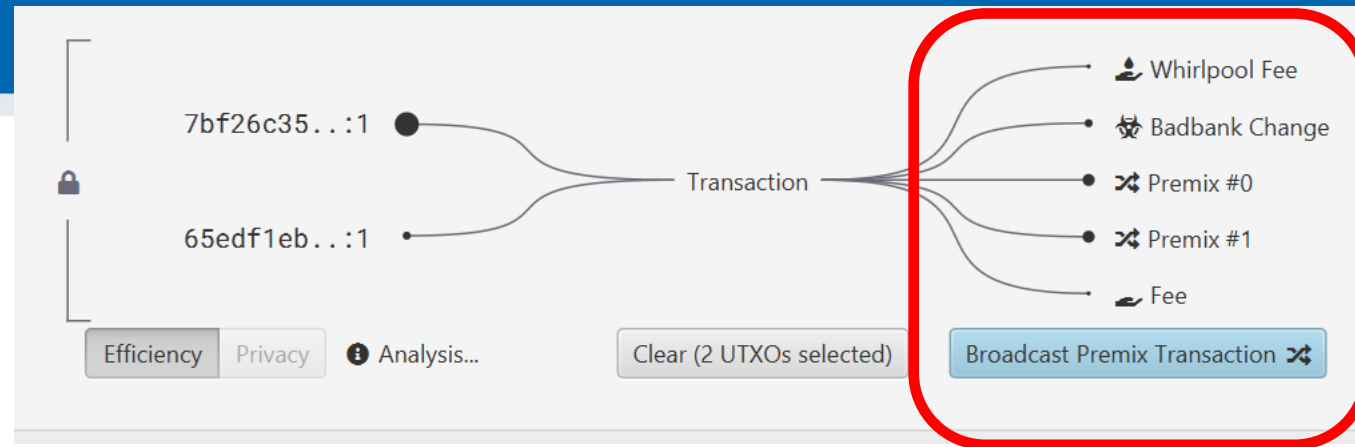 Whirlpool Fee
7bf26c35..:1
Badbank Change
Transaction
Premix #0
65edf1eb..:1
Premix #1
Fee
Efficiency Privacy Analysis... Clear (2 UTXOs selected) Broadcast Premix Transaction